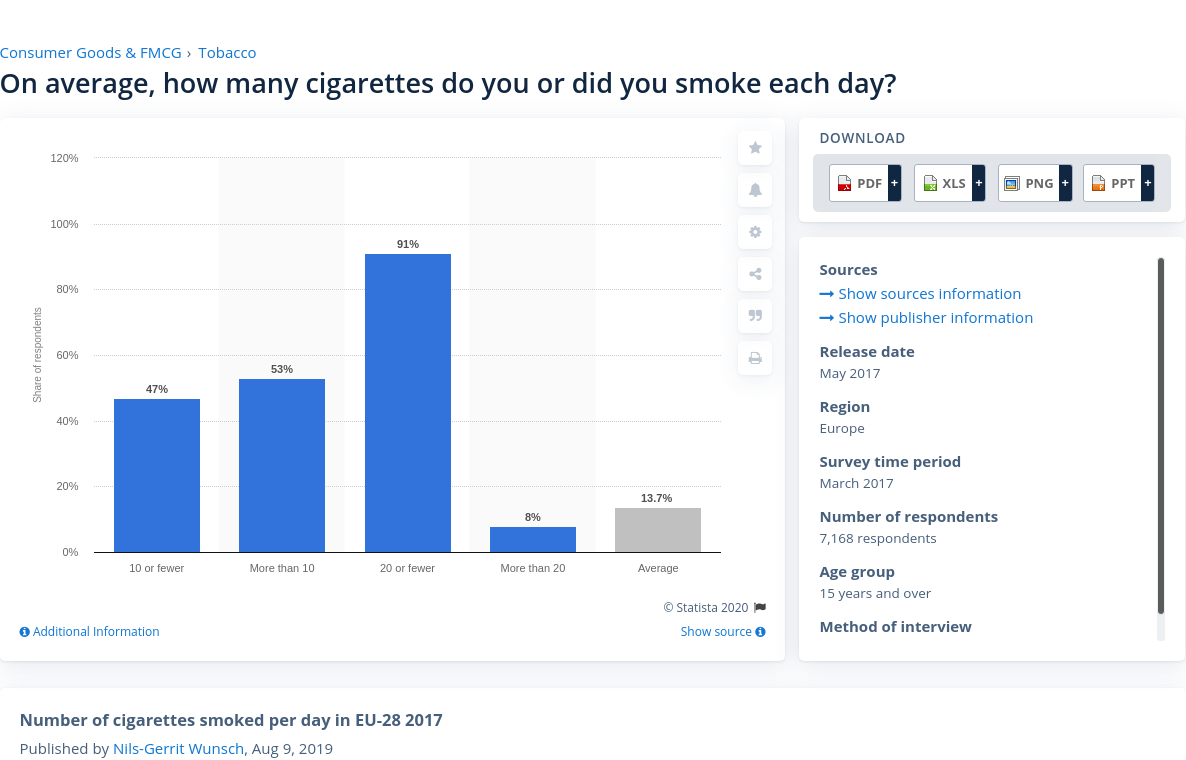 Consumer Goods & FMCG › Tobacco
On average, how many cigarettes do you or did you smoke each day?
120%
100%
80%
60%
40%
20%
0%
Share of respondents
47%
53%
91%
8%
13.7%
10 or fewer
More than 10
20 or fewer
More than 20
Average
© Statista 2020
Additional Information
Show source
DOWNLOAD
PDF + XLS + PNG + PPT +
Sources
Show sources information
Show publisher information
Release date
May 2017
Region
Europe
Survey time period
March 2017
Number of respondents
7,168 respondents
Age group
15 years and over
Method of interview
Number of cigarettes smoked per day in EU-28 2017
Published by Nils-Gerrit Wunsch, Aug 9, 2019